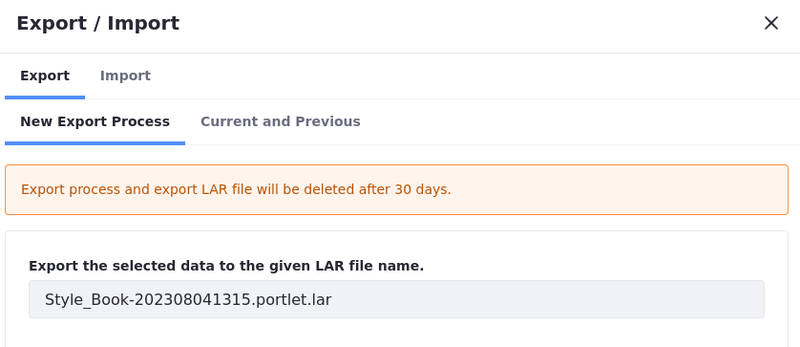 Export / Import
Export Import
New Export Process Current and Previous
Export process and export LAR file will be deleted after 30 days.
Export the selected data to the given LAR file name.
Style_Book-202308041315.portlet.lar